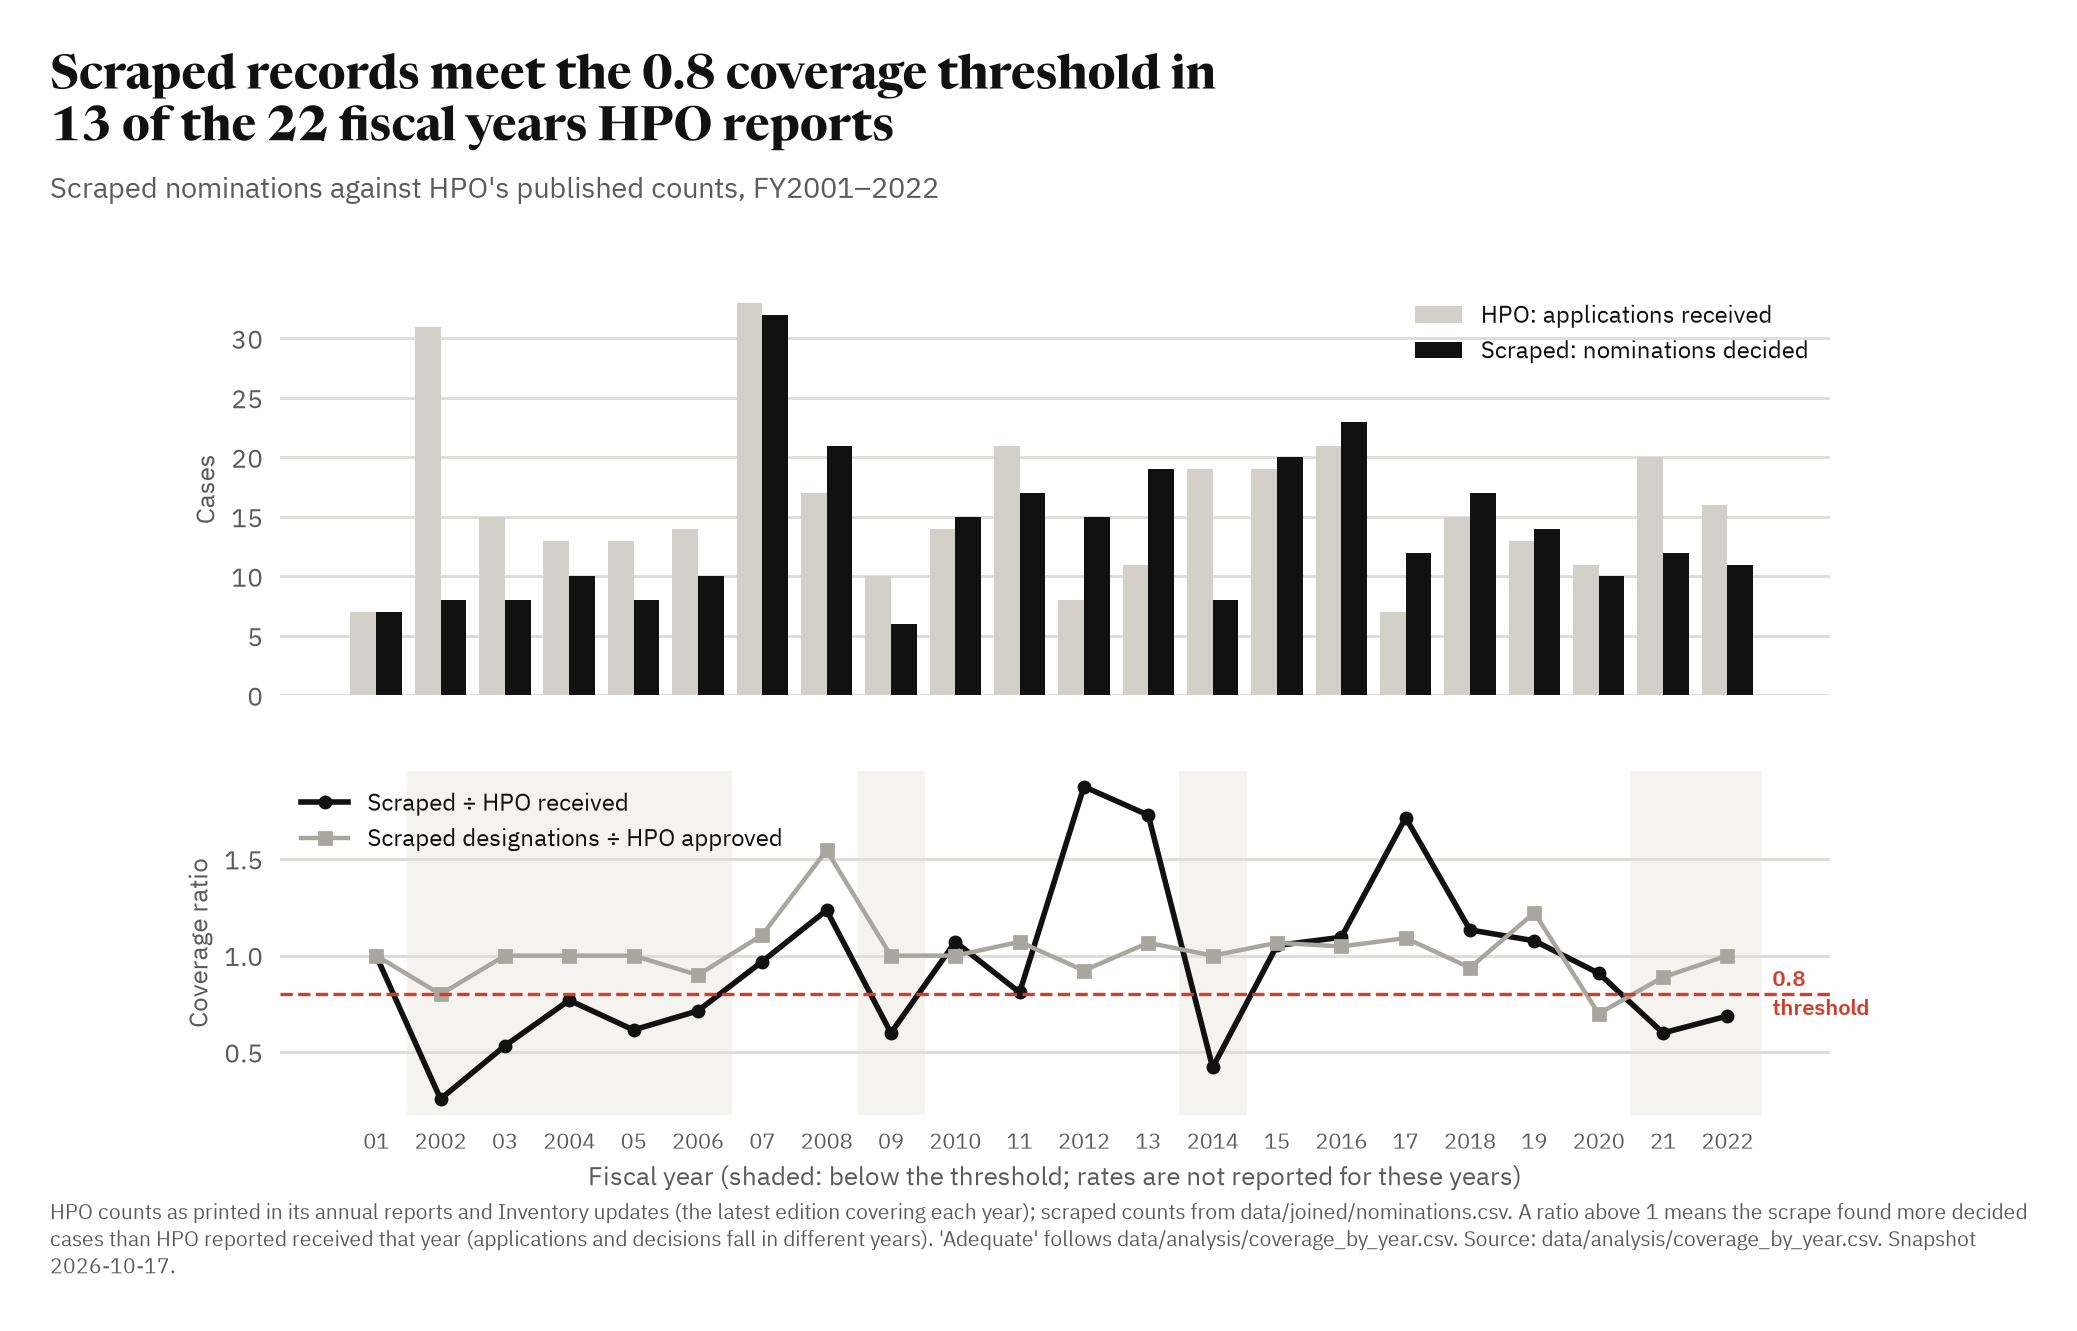 Scraped records meet the 0.8 coverage threshold in
13 of the 22 fiscal years HPO reports
Scraped nominations against HPO's published counts, FY2001–2022
HPO: applications received
Scraped: nominations decided
30
25
20
15
10
5
0
Cases
Scraped ÷ HPO received
Scraped designations ÷ HPO approved
1.5
1.0
0.5
Coverage ratio
0.8
threshold
01 2002 03 2004 05 2006 07 2008 09 2010 11 2012 13 2014 15 2016 17 2018 19 2020 21 2022
Fiscal year (shaded: below the threshold; rates are not reported for these years)
HPO counts as printed in its annual reports and Inventory updates (the latest edition covering each year); scraped counts from data/joined/nominations.csv. A ratio above 1 means the scrape found more decided
cases than HPO reported received that year (applications and decisions fall in different years). 'Adequate' follows data/analysis/coverage_by_year.csv. Source: data/analysis/coverage_by_year.csv. Snapshot
2026-10-17.